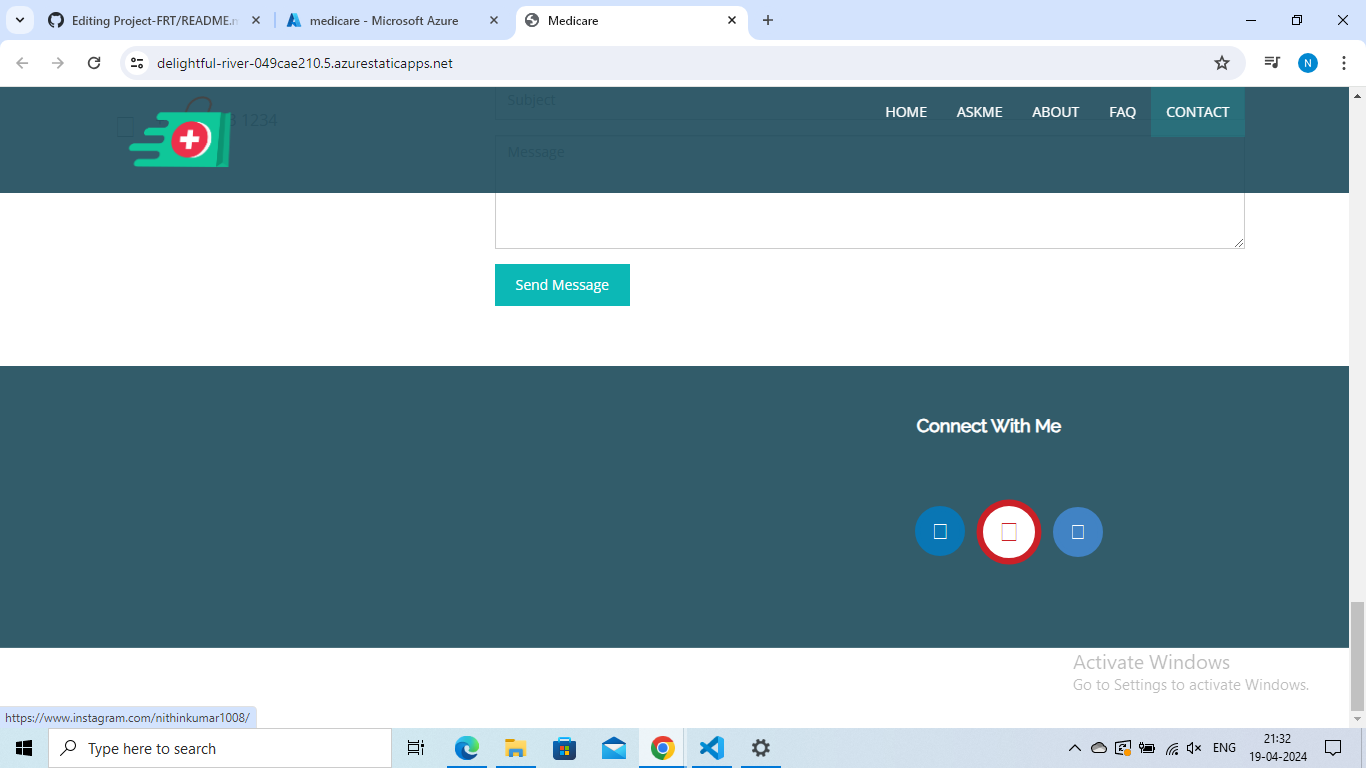 Editing Project-FRT/README.m
medicare - Microsoft Azure
Medicare
delightful-river-049cae210.5.azurestaticapps.net
N
Subject
HOME
ASKME
ABOUT
FAQ
CONTACT
1234
Message
Send Message
Connect With Me
Activate Windows
Go to Settings to activate Windows.
https://www.instagram.com/nithinkumar1008/
Type here to search
ENG
21:32
19-04-2024